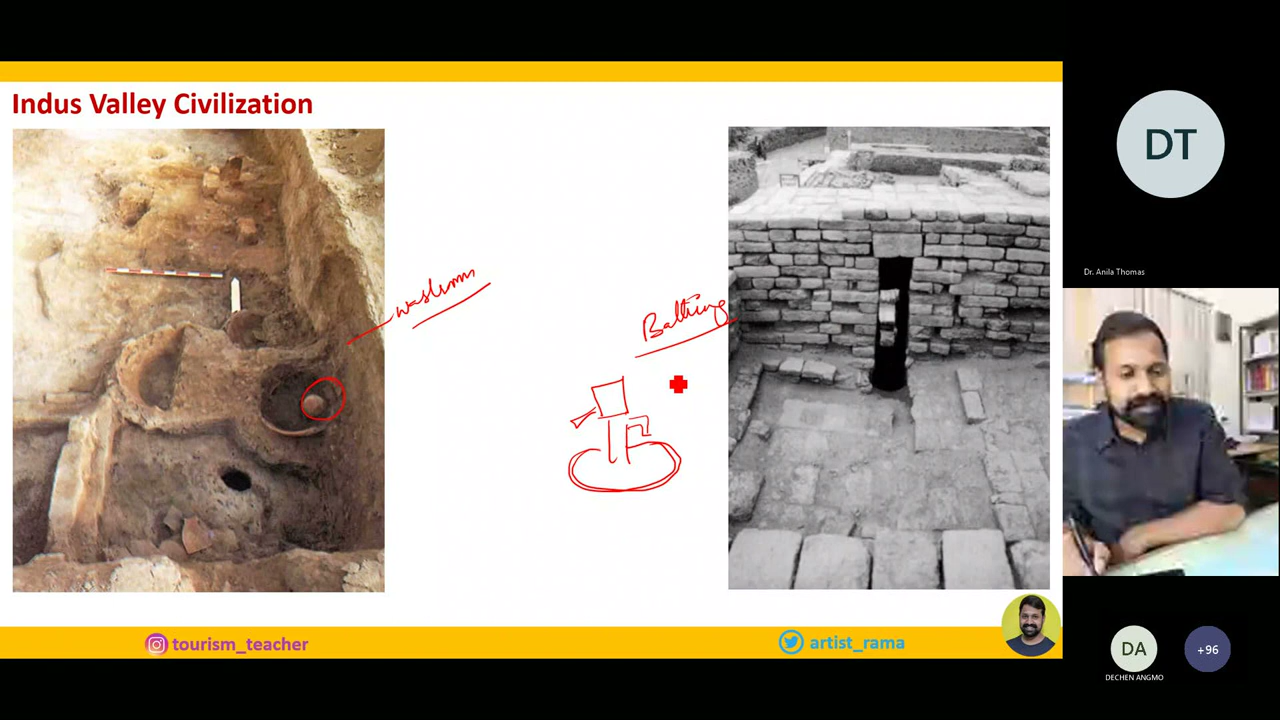 Indus Valley Civilization
Bathing
DT
Dr. Anila Thomas
tourism_teacher
artist_rama
DA
DECHEN ANGMO
+96